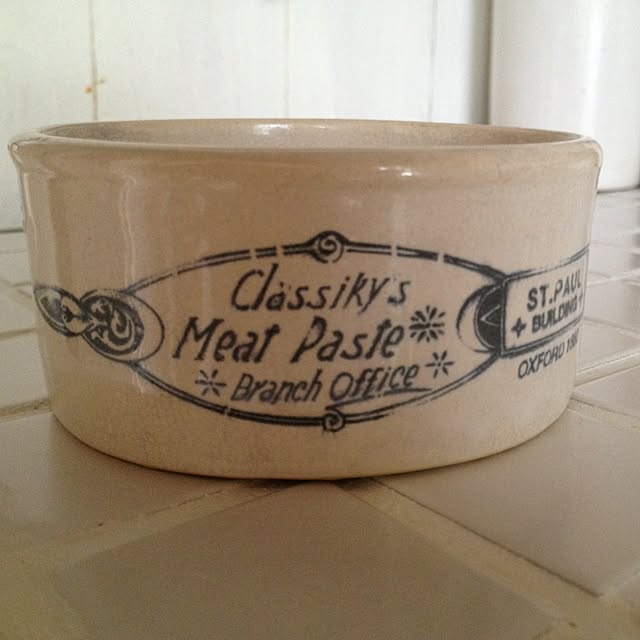 Classiky's
Meat Paste
Branch Office
ST. PAUL
BUILDING
OXFORD